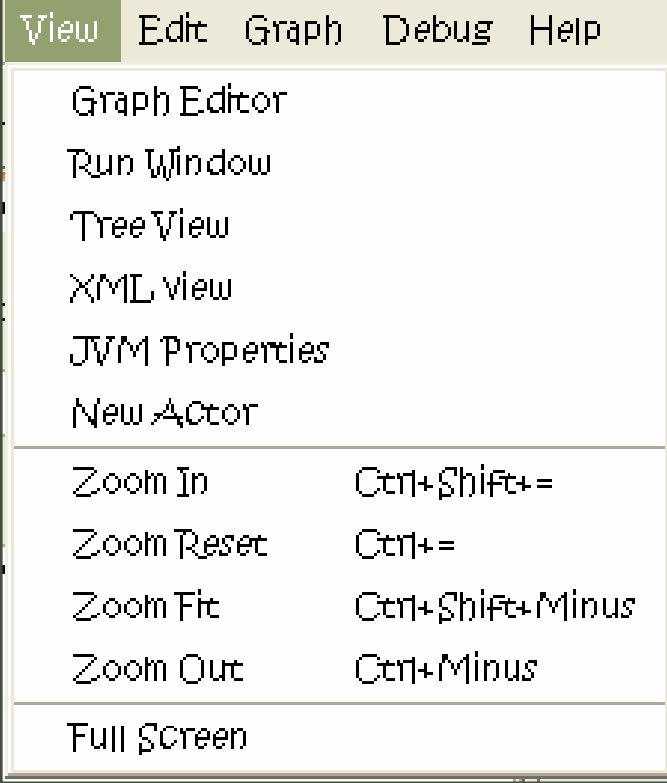 View Edit Graph Debug Help
Graph Editor
Run Window
Tree View
XML view
JVM Properties
New Actor
Zoom In Ctrl+Shift+=
Zoom Reset Ctrl+=
Zoom Fit Ctrl+Shift+Minus
Zoom Out Ctrl+Minus
Full Screen